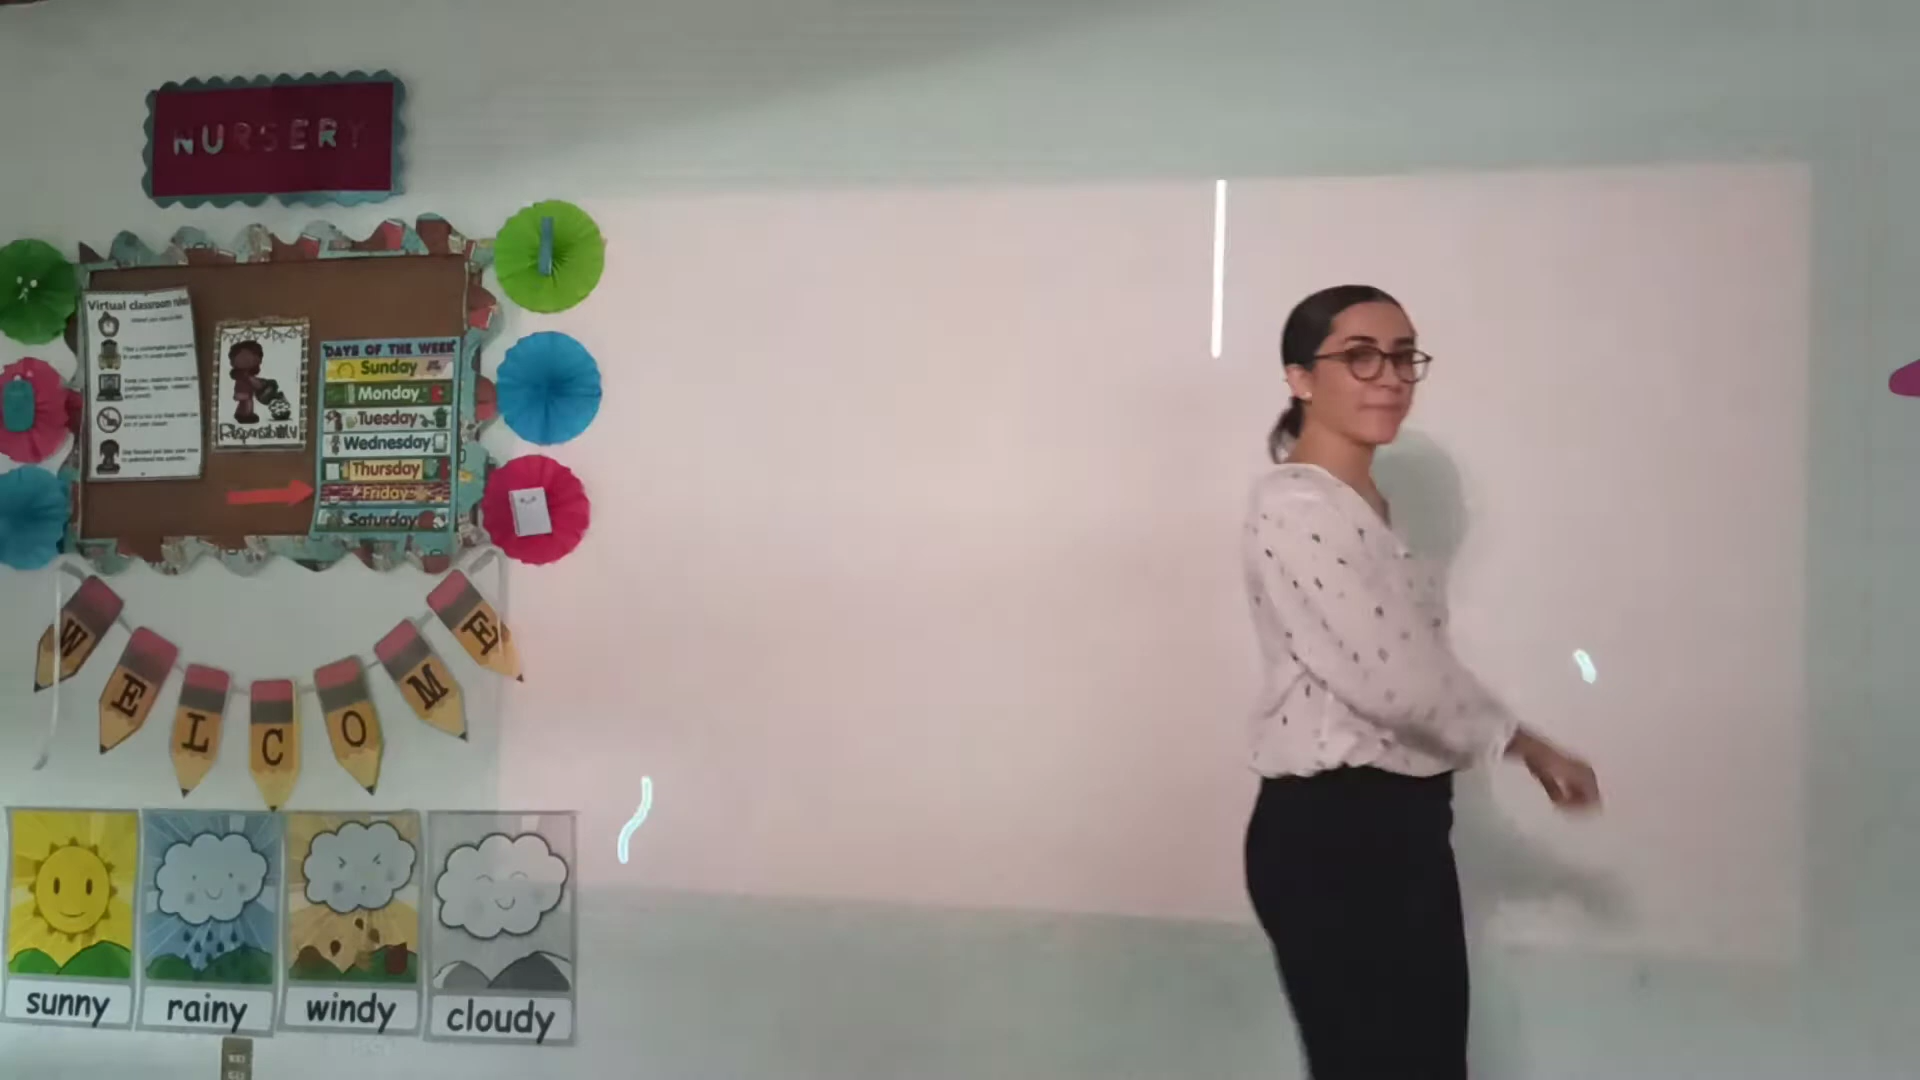 NURSERY
Virtual classroom rules
Responsibility
DAYS OF THE WEEK
Sunday
Monday
Tuesday
Wednesday
Thursday
Friday
Saturday
WELCOME
sunny
rainy
windy
cloudy